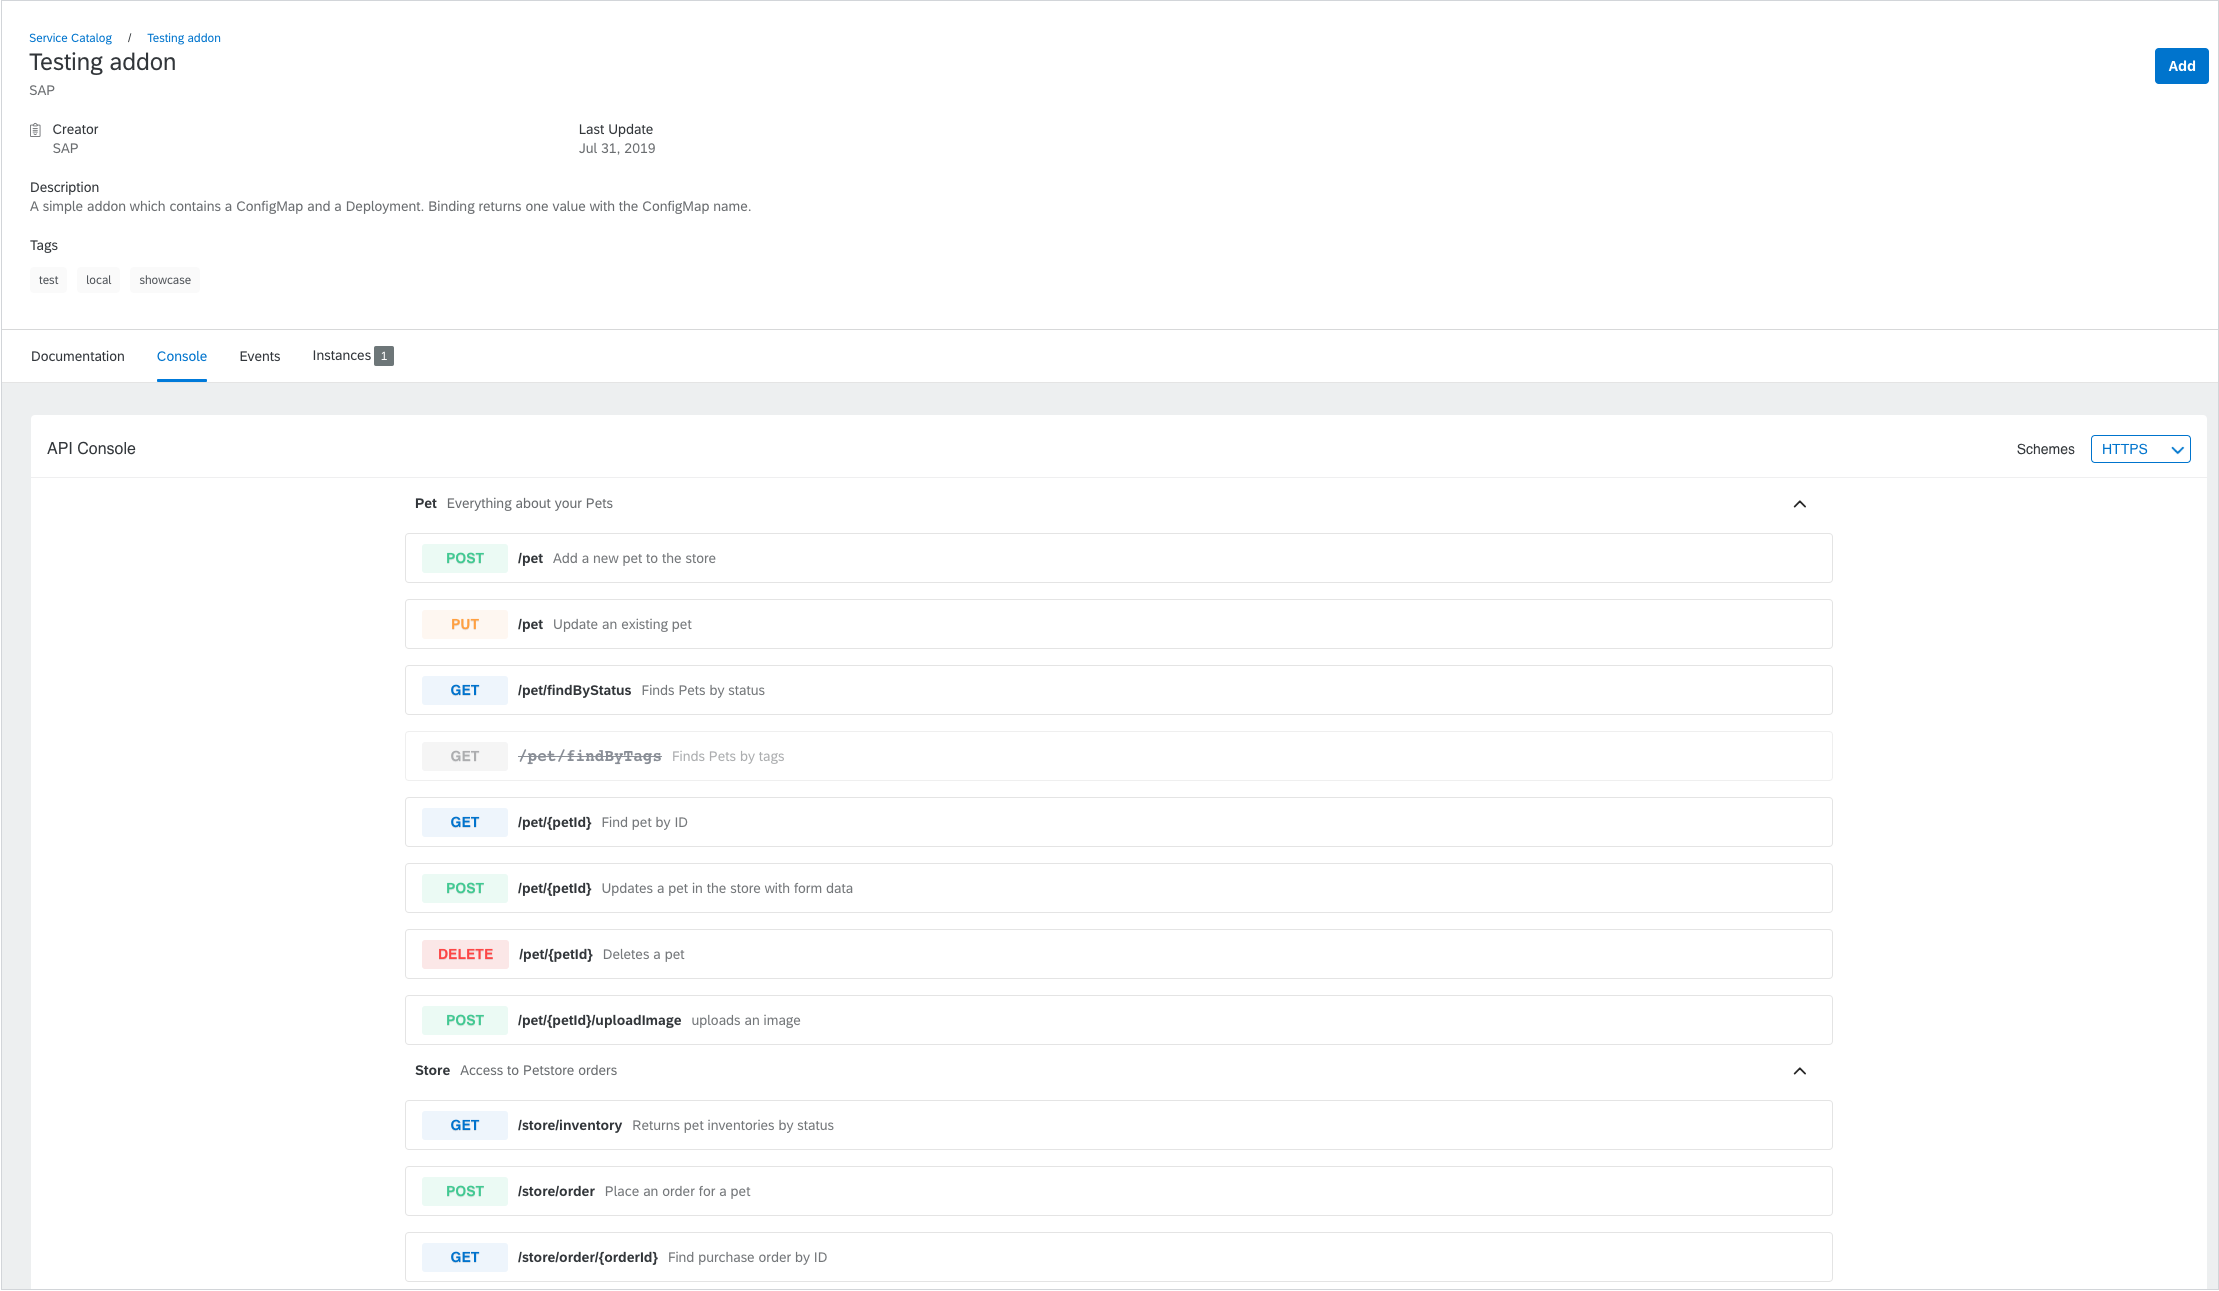 Service Catalog / Testing addon
Testing addon
Add
SAP
Creator
SAP
Last Update
Jul 31, 2019
Description
A simple addon which contains a ConfigMap and a Deployment. Binding returns one value with the ConfigMap name.
Tags
test local showcase
Documentation Console Events Instances 1
API Console Schemes HTTPS
Pet Everything about your Pets
POST /pet Add a new pet to the store
PUT /pet Update an existing pet
GET /pet/findByStatus Finds Pets by status
GET /pet/findByTags Finds Pets by tags
GET /pet/{petId} Find pet by ID
POST /pet/{petId} Updates a pet in the store with form data
DELETE /pet/{petId} Deletes a pet
POST /pet/{petId}/uploadImage uploads an image
Store Access to Petstore orders
GET /store/inventory Returns pet inventories by status
POST /store/order Place an order for a pet
GET /store/order/{orderId} Find purchase order by ID